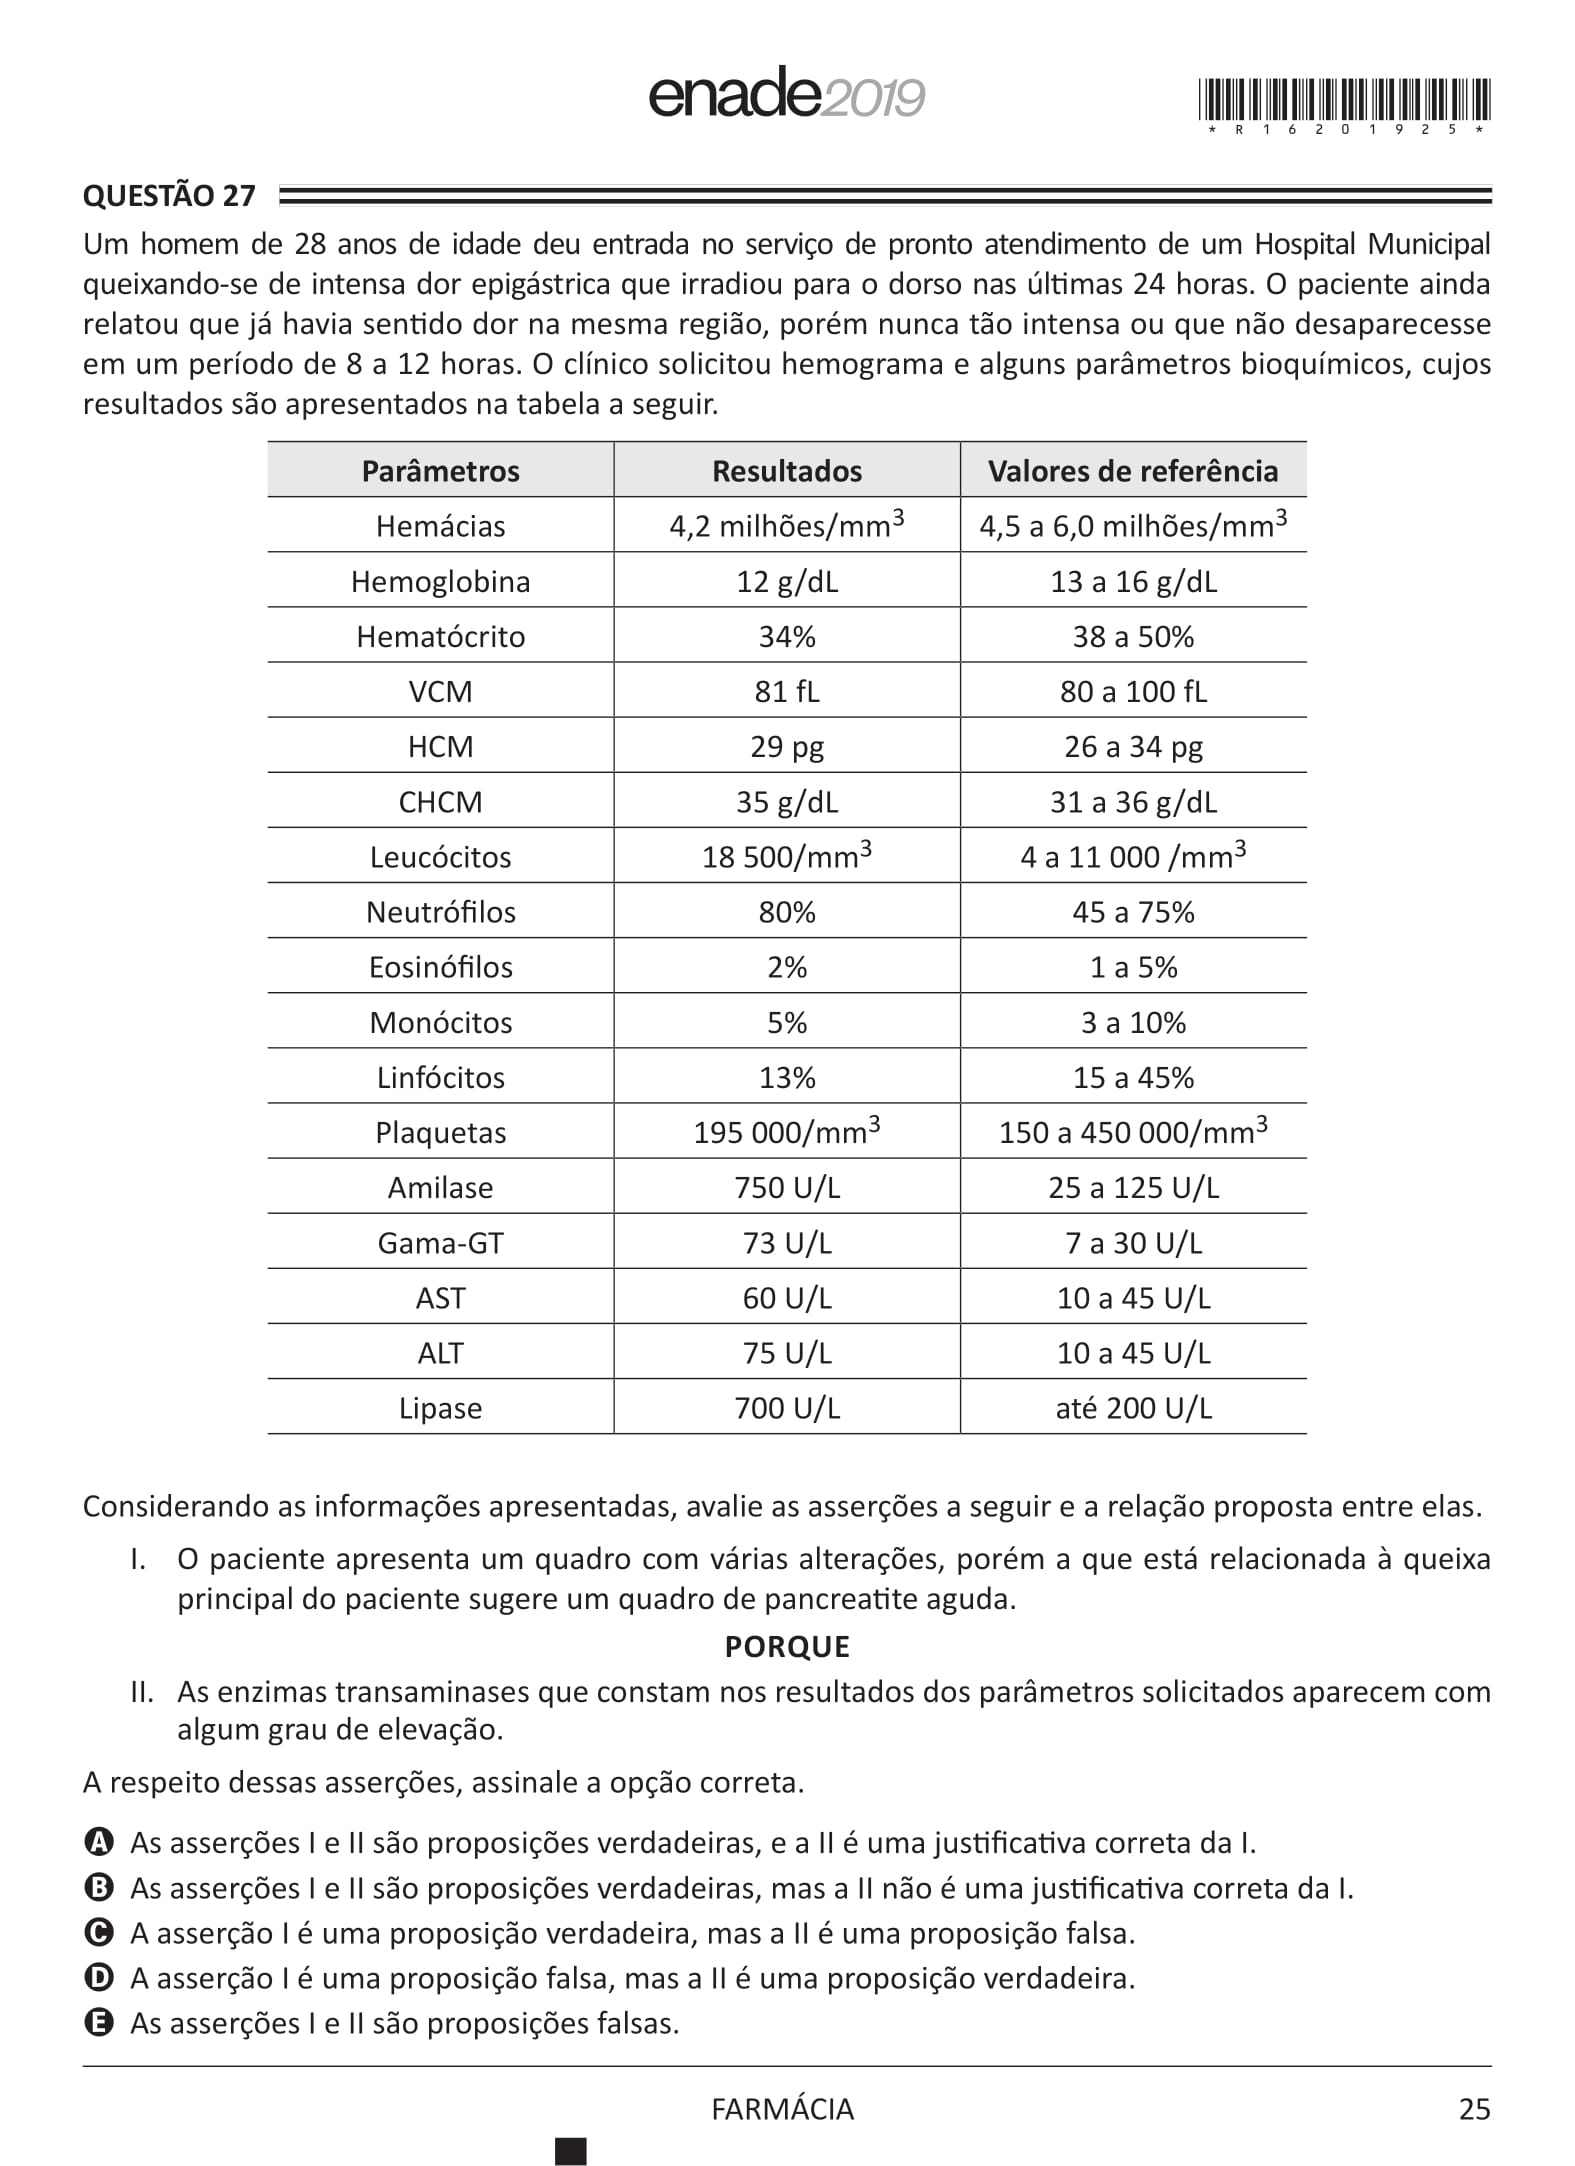 enade2019
* R 1 6 2 0 1 9 2 5 *
QUESTÃO 27
Um homem de 28 anos de idade deu entrada no serviço de pronto atendimento de um Hospital Municipal
queixando-se de intensa dor epigástrica que irradiou para o dorso nas últimas 24 horas. O paciente ainda
relatou que já havia sentido dor na mesma região, porém nunca tão intensa ou que não desaparecesse
em um período de 8 a 12 horas. O clínico solicitou hemograma e alguns parâmetros bioquímicos, cujos
resultados são apresentados na tabela a seguir.
Parâmetros Resultados Valores de referência
Hemácias 4,2 milhões/mm³ 4,5 a 6,0 milhões/mm³
Hemoglobina 12 g/dL 13 a 16 g/dL
Hematócrito 34% 38 a 50%
VCM 81 fL 80 a 100 fL
HCM 29 pg 26 a 34 pg
CHCM 35 g/dL 31 a 36 g/dL
Leucócitos 18 500/mm³ 4 a 11 000 /mm³
Neutrófilos 80% 45 a 75%
Eosinófilos 2% 1 a 5%
Monócitos 5% 3 a 10%
Linfócitos 13% 15 a 45%
Plaquetas 195 000/mm³ 150 a 450 000/mm³
Amilase 750 U/L 25 a 125 U/L
Gama-GT 73 U/L 7 a 30 U/L
AST 60 U/L 10 a 45 U/L
ALT 75 U/L 10 a 45 U/L
Lipase 700 U/L até 200 U/L
Considerando as informações apresentadas, avalie as asserções a seguir e a relação proposta entre elas.
I. O paciente apresenta um quadro com várias alterações, porém a que está relacionada à queixa
principal do paciente sugere um quadro de pancreatite aguda.
PORQUE
II. As enzimas transaminases que constam nos resultados dos parâmetros solicitados aparecem com
algum grau de elevação.
A respeito dessas asserções, assinale a opção correta.
A As asserções I e II são proposições verdadeiras, e a II é uma justificativa correta da I.
B As asserções I e II são proposições verdadeiras, mas a II não é uma justificativa correta da I.
C A asserção I é uma proposição verdadeira, mas a II é uma proposição falsa.
D A asserção I é uma proposição falsa, mas a II é uma proposição verdadeira.
E As asserções I e II são proposições falsas.
FARMÁCIA 25